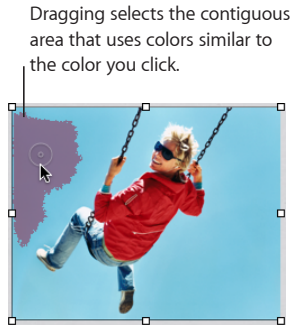 Dragging selects the contiguous
area that uses colors similar to
the color you click.